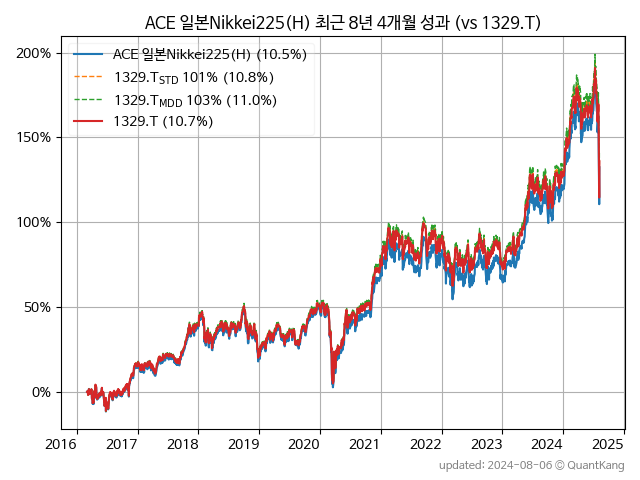 ACE 일본Nikkei225(H) 최근 8년 4개월 성과 (vs 1329.T)
ACE 일본Nikkei225(H) (10.5%)
1329.T STD 101% (10.8%)
1329.T MDD 103% (11.0%)
1329.T (10.7%)
200%
150%
100%
50%
0%
2016 2017 2018 2019 2020 2021 2022 2023 2024 2025
updated: 2024-08-06 © QuantKang